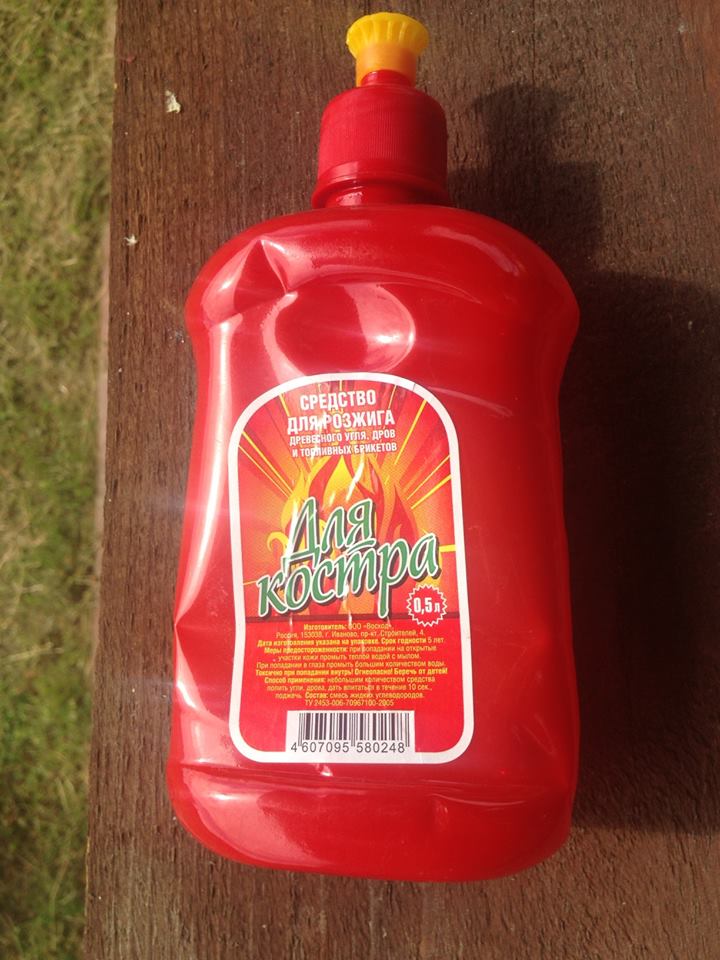 СРЕДСТВО
ДЛЯ РОЗЖИГА
ДРЕВЕСНОГО УГЛЯ, ДРОВ
И ТОПЛИВНЫХ БРИКЕТОВ
Для
костра
0,5 л
Изготовитель: ООО «Восход»,
Россия, 153038, г. Иваново, пр-кт. Строителей, 4.
Дата изготовления указана на упаковке. Срок годности 5 лет.
Меры предосторожности: при попадании на открытые
участки кожи промыть теплой водой с мылом.
При попадании в глаза промыть большим количеством воды.
Токсично при попадании внутрь! Огнеопасно! Беречь от детей!
Способ применения: небольшим количеством средства
полить угли, дрова, дать впитаться в течение 10 сек.,
поджечь. Состав: смесь жидких углеводородов.
ТУ 2453-006-70967100-2005
4 607095 580248